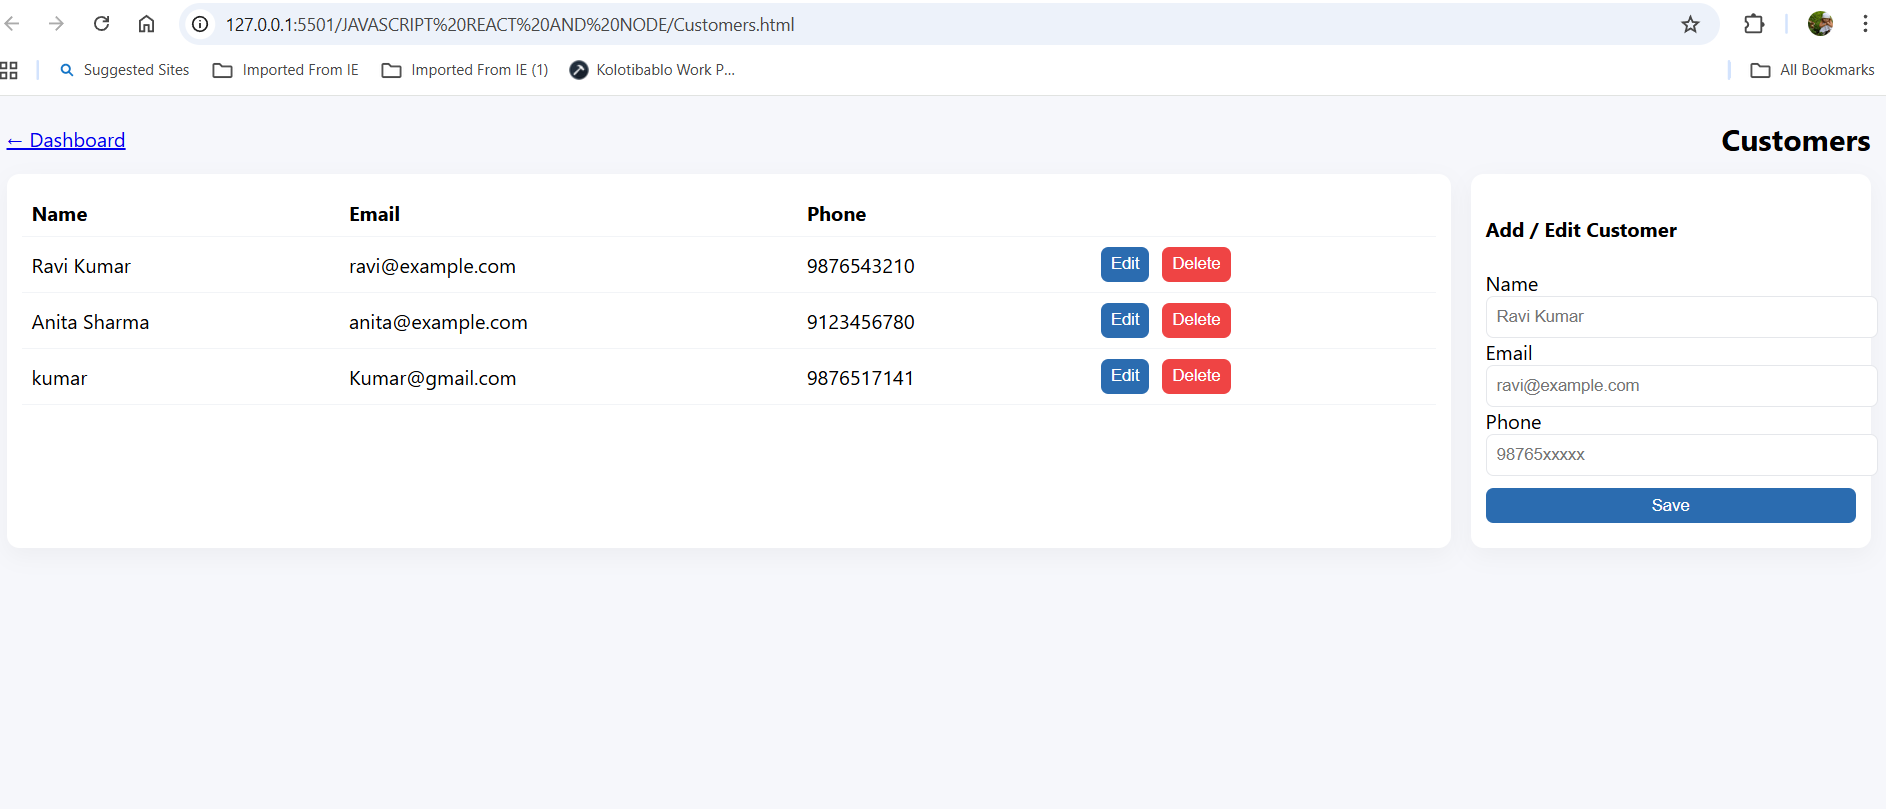 127.0.0.1:5501/JAVASCRIPT%20REACT%20AND%20NODE/Customers.html
Suggested Sites Imported From IE Imported From IE (1) Kolotibablo Work P... All Bookmarks
← Dashboard
Customers
Name Email Phone
Ravi Kumar ravi@example.com 9876543210 Edit Delete
Anita Sharma anita@example.com 9123456780 Edit Delete
kumar Kumar@gmail.com 9876517141 Edit Delete
Add / Edit Customer
Name
Ravi Kumar
Email
ravi@example.com
Phone
98765xxxxx
Save